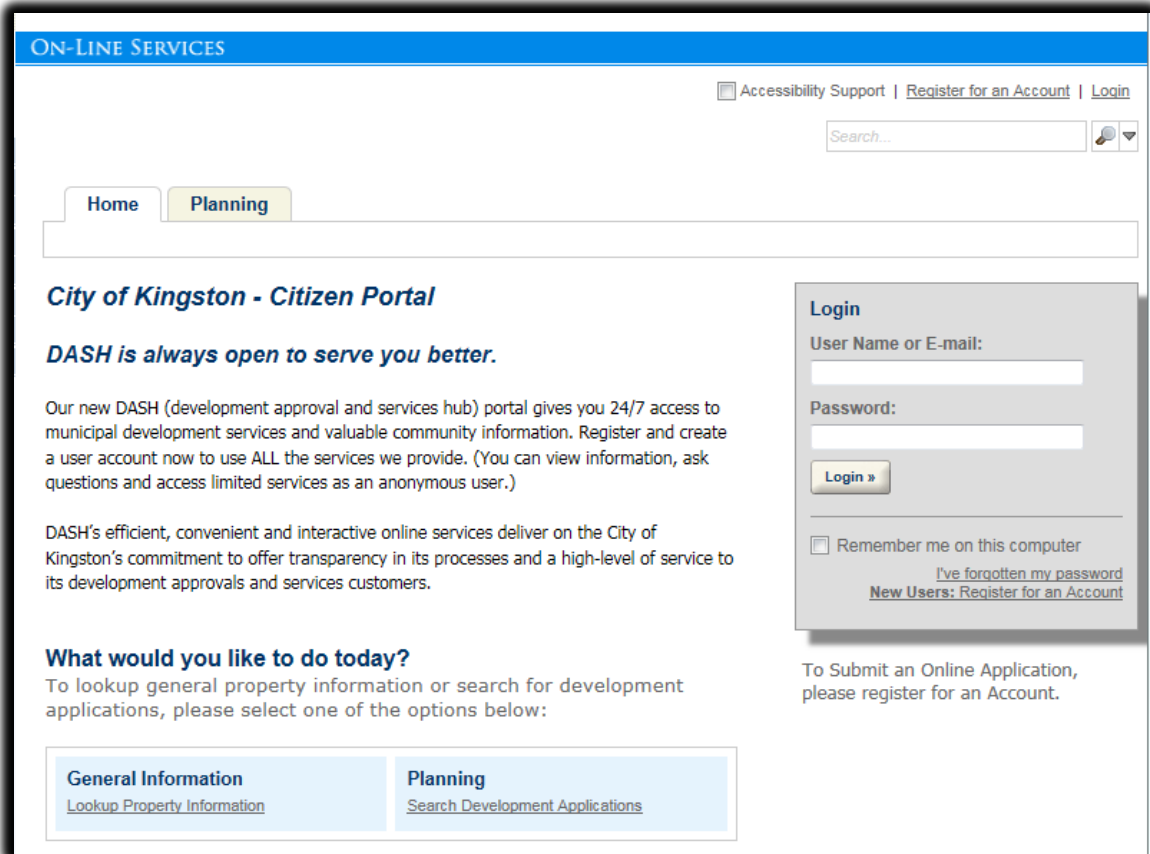 ON-LINE SERVICES
Accessibility Support | Register for an Account | Login
Search...
Home Planning
City of Kingston - Citizen Portal
DASH is always open to serve you better.
Our new DASH (development approval and services hub) portal gives you 24/7 access to
municipal development services and valuable community information. Register and create
a user account now to use ALL the services we provide. (You can view information, ask
questions and access limited services as an anonymous user.)
DASH's efficient, convenient and interactive online services deliver on the City of
Kingston's commitment to offer transparency in its processes and a high-level of service to
its development approvals and services customers.
What would you like to do today?
To lookup general property information or search for development
applications, please select one of the options below:
General Information
Lookup Property Information
Planning
Search Development Applications
Login
User Name or E-mail:
Password:
Login »
Remember me on this computer
I've forgotten my password
New Users: Register for an Account
To Submit an Online Application,
please register for an Account.